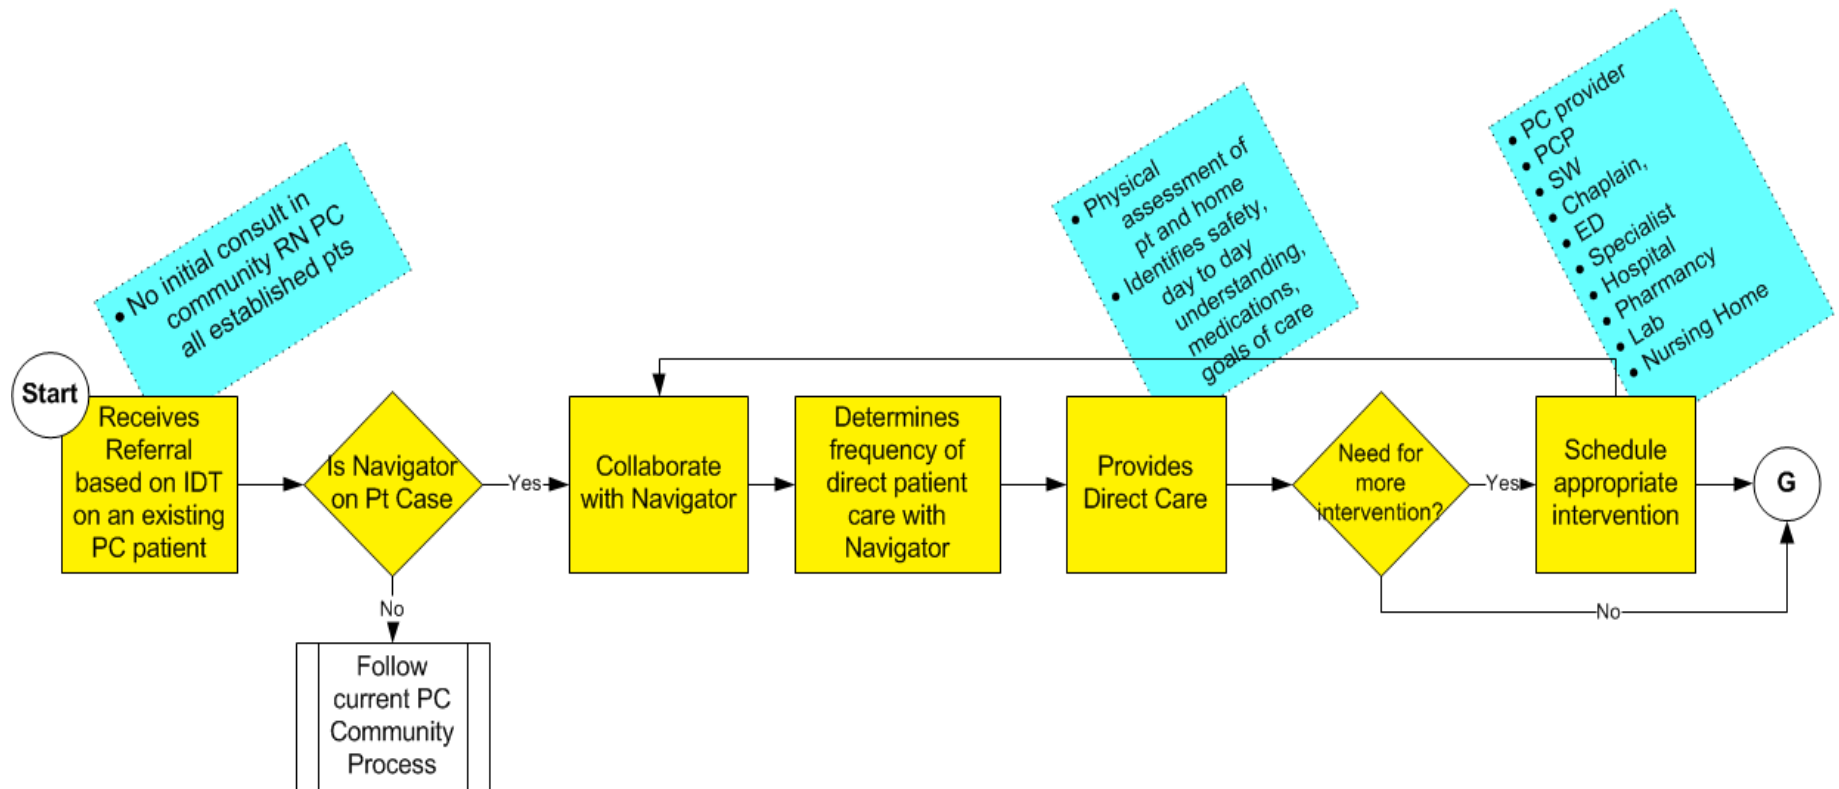 Start
Receives
Referral
based on IDT
on an existing
PC patient
• No initial consult in
community RN PC
all established pts
Is Navigator
on Pt Case
Yes
No
Follow
current PC
Community
Process
Collaborate
with Navigator
Determines
frequency of
direct patient
care with
Navigator
Provides
Direct Care
• Physical
assessment of
pt and home
• Identifies safety,
day to day
understanding,
medications,
goals of care
Need for
more
intervention?
Yes
No
Schedule
appropriate
intervention
• PC provider
• PCP
• SW
• Chaplain,
• ED
• Specialist
• Hospital
• Pharmancy
• Lab
• Nursing Home
G